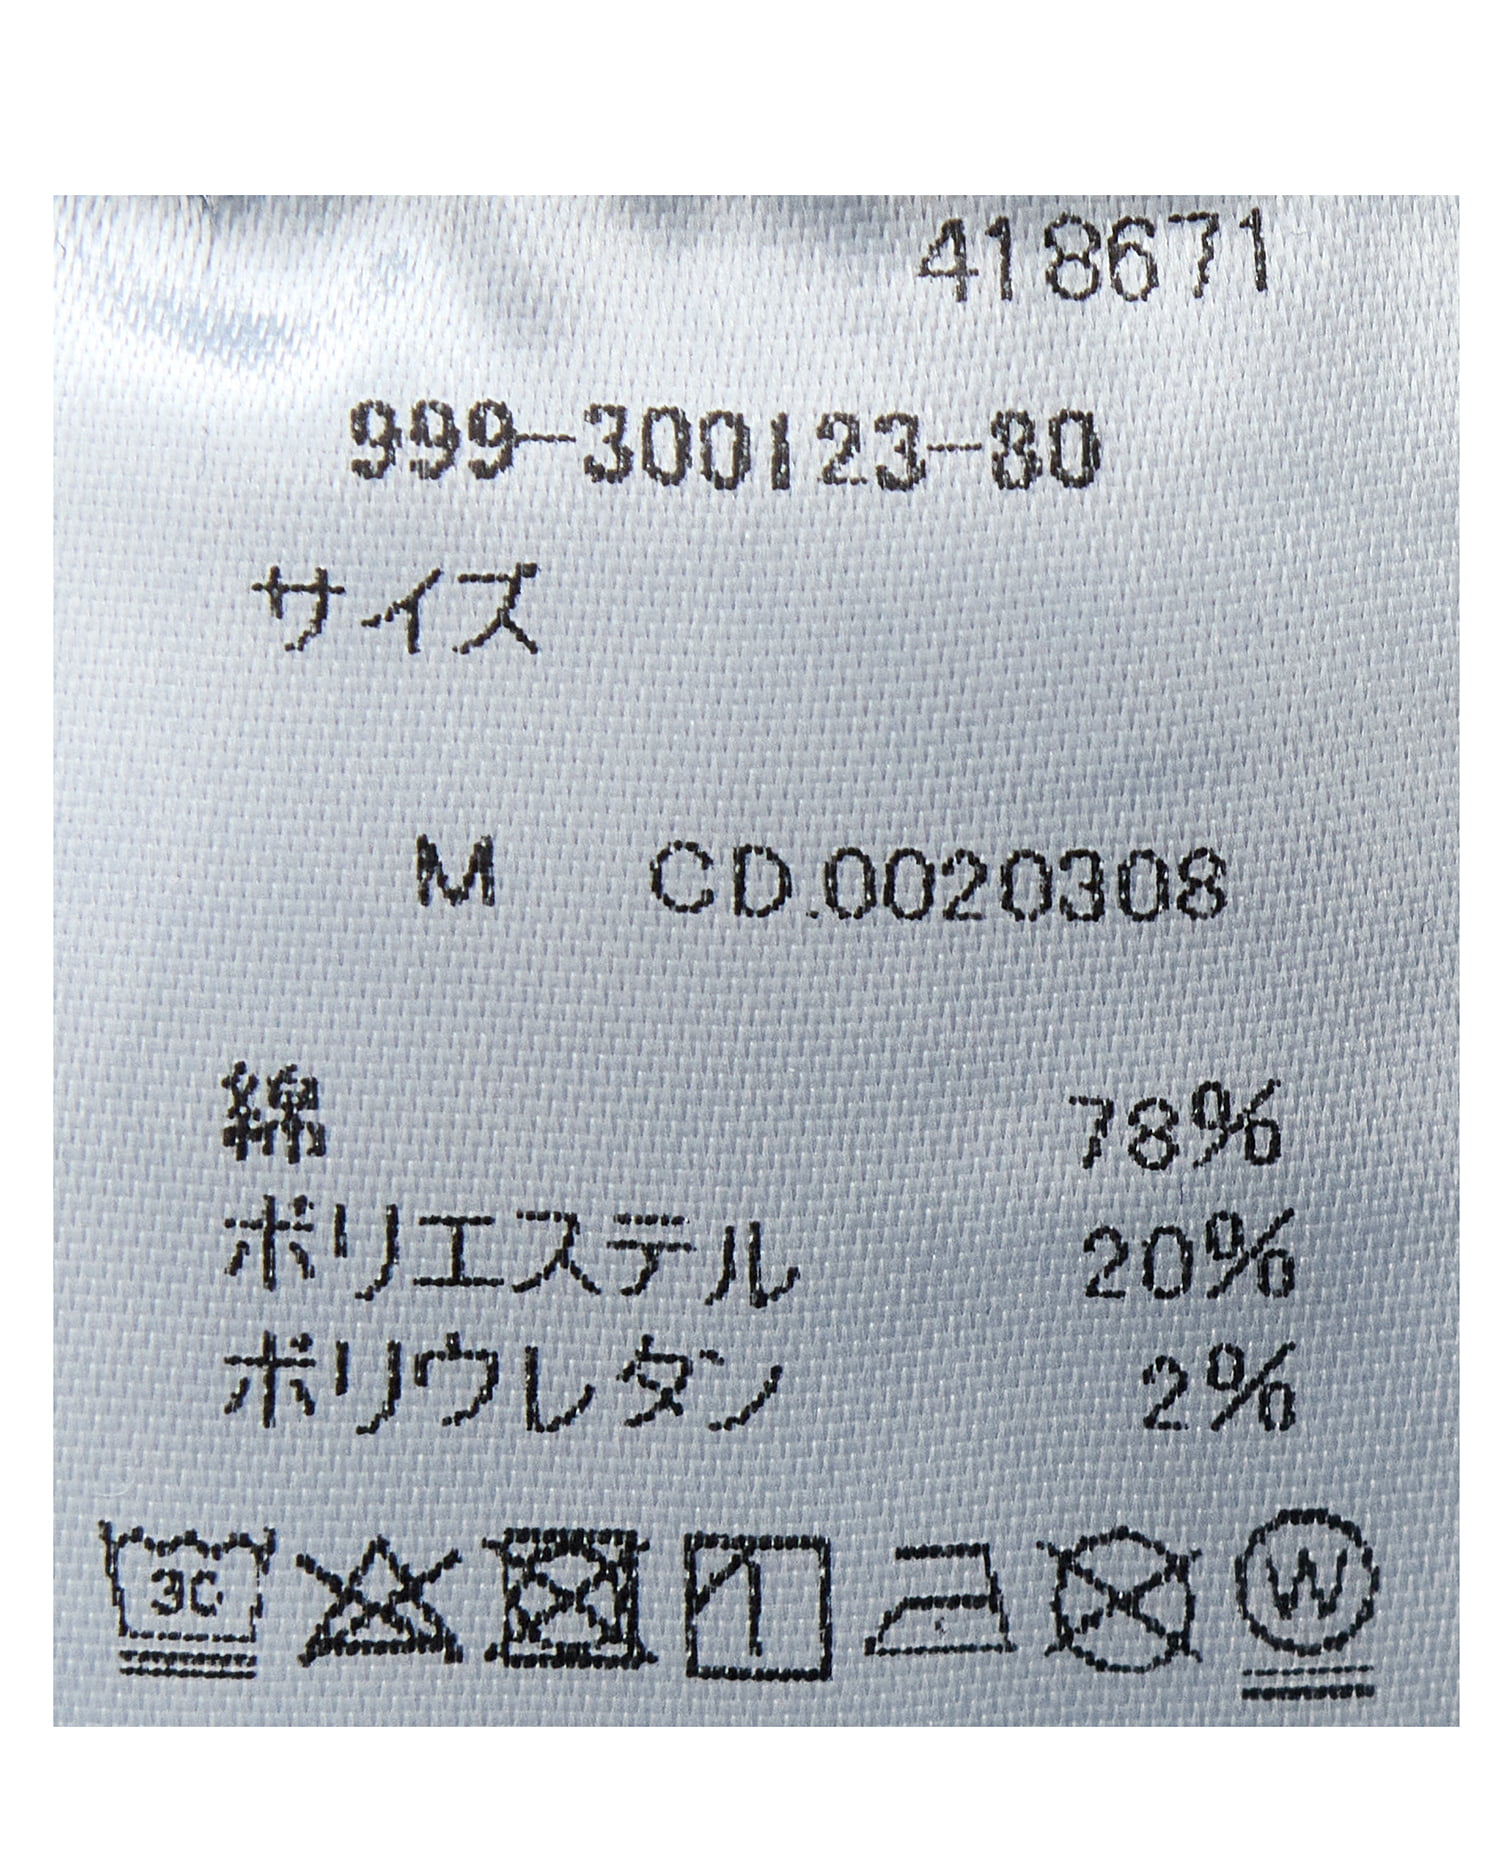 418671
999-300123-80
サイズ
M CD.0020308
綿 78%
ポリエステル 20%
ポリウレタン 2%
30 W